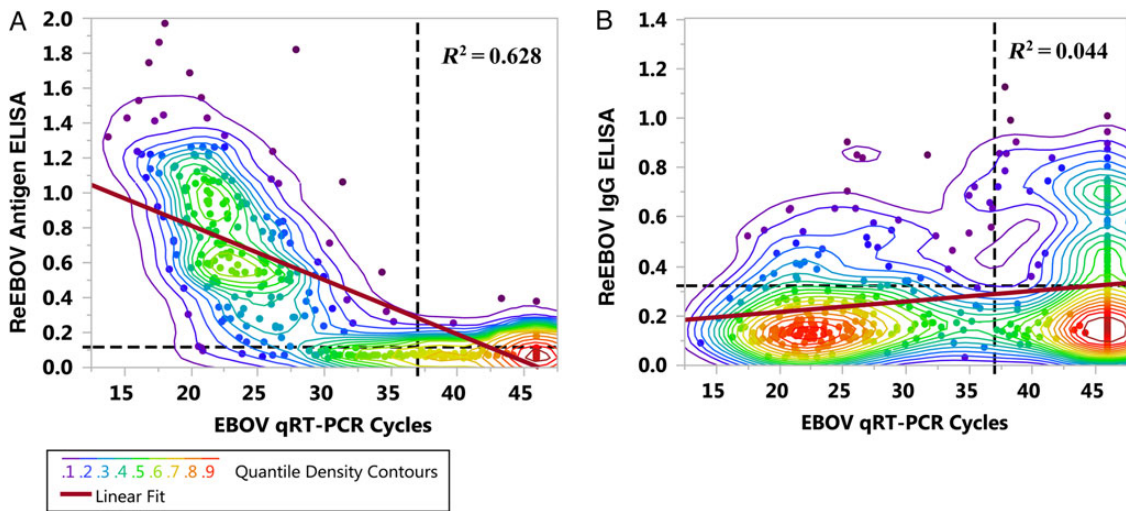 A
R² = 0.628
ReEBOV Antigen ELISA
2.0
1.8
1.6
1.4
1.2
1.0
0.8
0.6
0.4
0.2
0.0
15 20 25 30 35 40 45
EBOV qRT-PCR Cycles
B
R² = 0.044
ReEBOV IgG ELISA
1.4
1.2
1.0
0.8
0.6
0.4
0.2
0.0
15 20 25 30 35 40 45
EBOV qRT-PCR Cycles
.1 .2 .3 .4 .5 .6 .7 .8 .9 Quantile Density Contours
Linear Fit